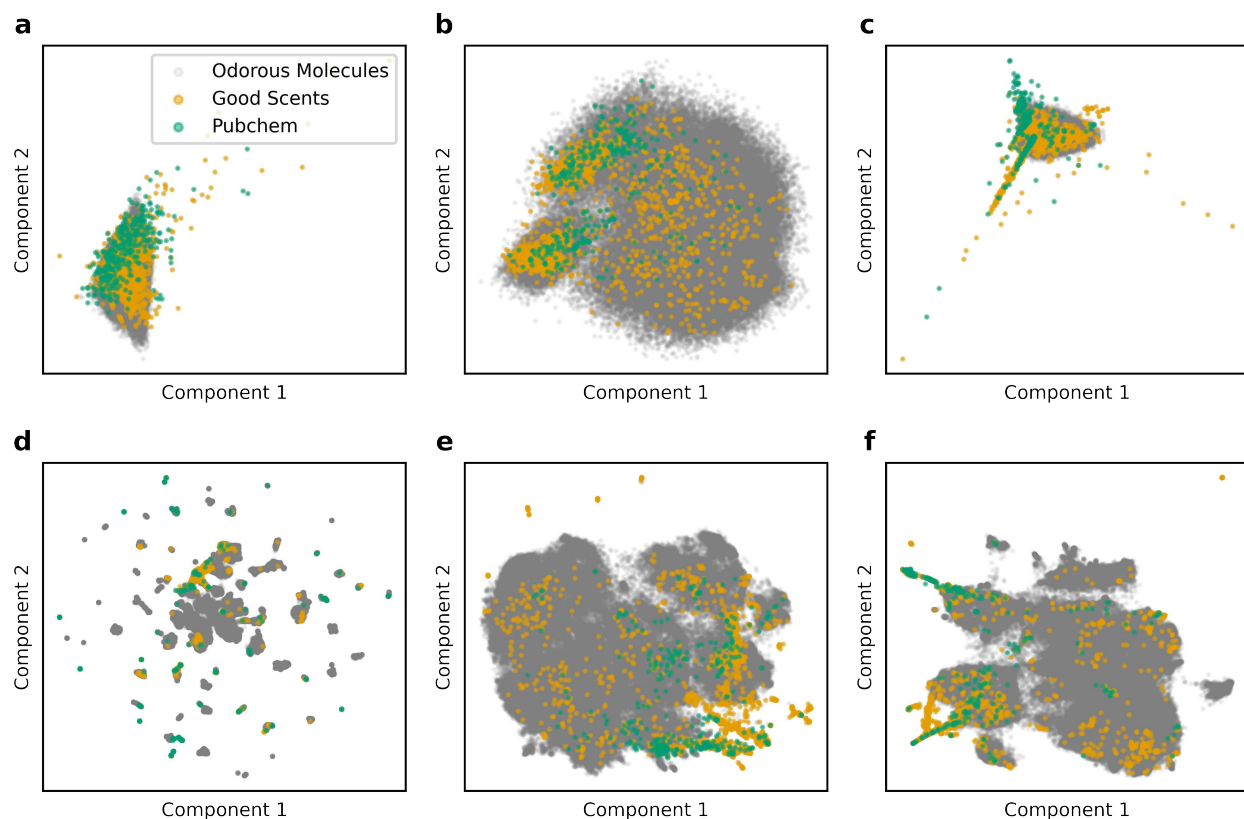 a
b
c
Odorous Molecules
Good Scents
Pubchem
Component 2
Component 2
Component 2
Component 1
Component 1
Component 1
d
e
f
Component 2
Component 2
Component 2
Component 1
Component 1
Component 1